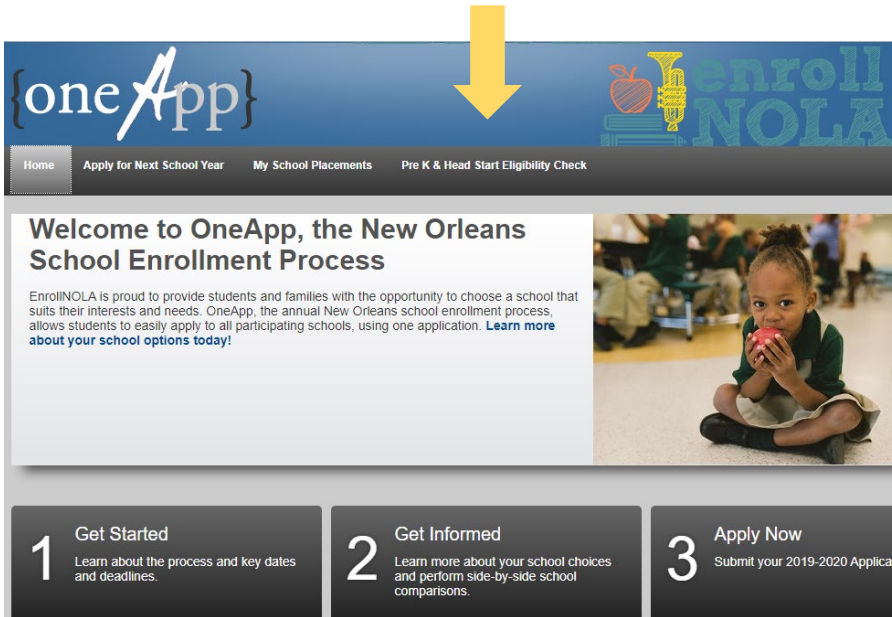 {oneApp}
enroll
NOLA
Home Apply for Next School Year My School Placements Pre K & Head Start Eligibility Check
Welcome to OneApp, the New Orleans
School Enrollment Process
EnrollNOLA is proud to provide students and families with the opportunity to choose a school that
suits their interests and needs. OneApp, the annual New Orleans school enrollment process,
allows students to easily apply to all participating schools, using one application. Learn more
about your school options today!
1 Get Started
Learn about the process and key dates
and deadlines.
2 Get Informed
Learn more about your school choices
and perform side-by-side school
comparisons.
3 Apply Now
Submit your 2019-2020 Applica